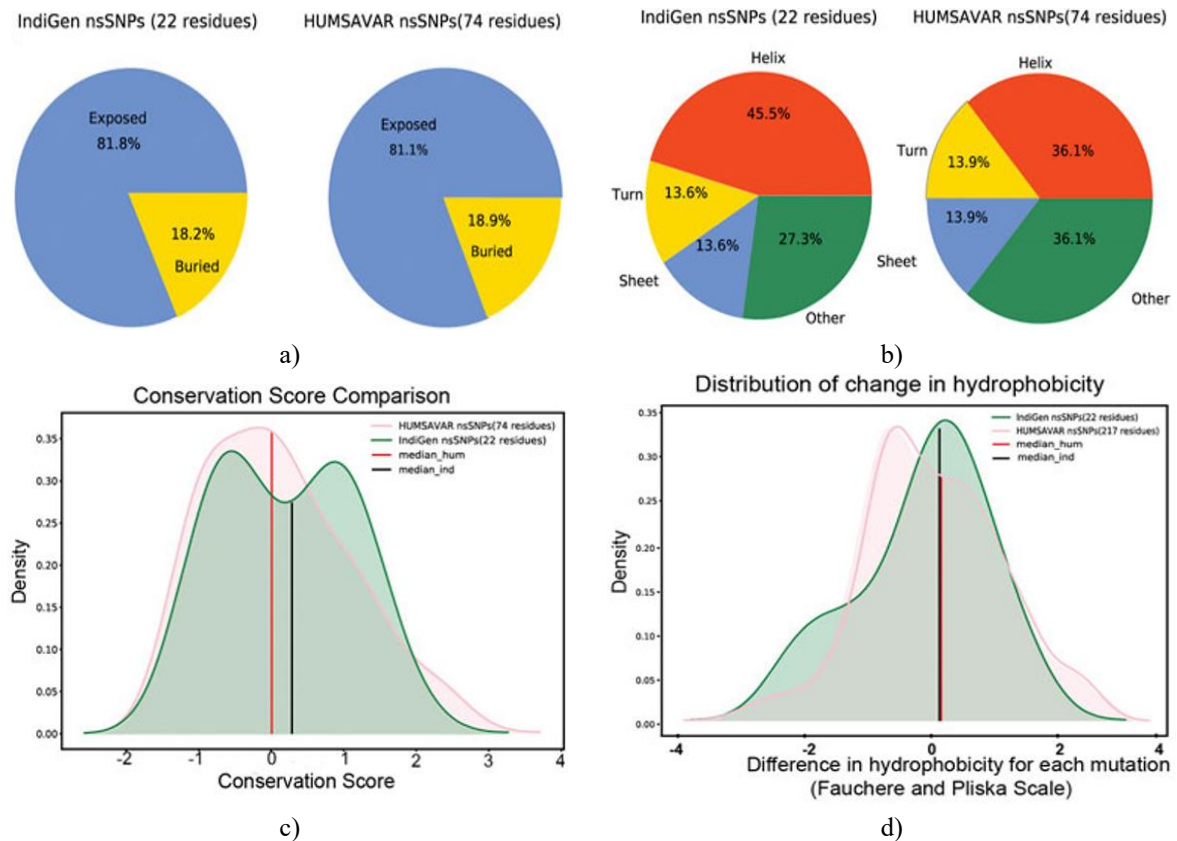 IndiGen nsSNPs (22 residues)
HUMSAVAR nsSNPs(74 residues)
Exposed
81.8%
18.2%
Buried
Exposed
81.1%
18.9%
Buried
a)
IndiGen nsSNPs (22 residues)
HUMSAVAR nsSNPs(74 residues)
Helix
45.5%
Turn
13.6%
13.6%
27.3%
Sheet
Other
Helix
36.1%
Turn
13.9%
13.9%
36.1%
Sheet
Other
b)
Conservation Score Comparison
HUMSAVAR nsSNPs(74 residues)
IndiGen nsSNPs(22 residues)
median_hum
median_ind
Density
0.35
0.30
0.25
0.20
0.15
0.10
0.05
0.00
-2 -1 0 1 2 3 4
Conservation Score
c)
Distribution of change in hydrophobicity
IndiGen nsSNPs(22 residues)
HUMSAVAR nsSNPs(217 residues)
median_hum
median_ind
Density
0.35
0.30
0.25
0.20
0.15
0.10
0.05
0.00
-4 -2 0 2 4
Difference in hydrophobicity for each mutation
(Fauchere and Pliska Scale)
d)